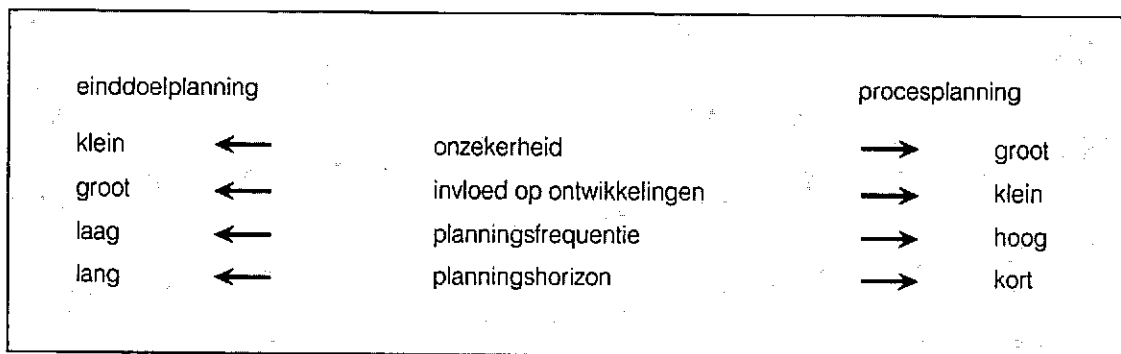 einddoelplanning procesplanning
klein ← onzekerheid → groot
groot ← invloed op ontwikkelingen → klein
laag ← planningsfrequentie → hoog
lang ← planningshorizon → kort